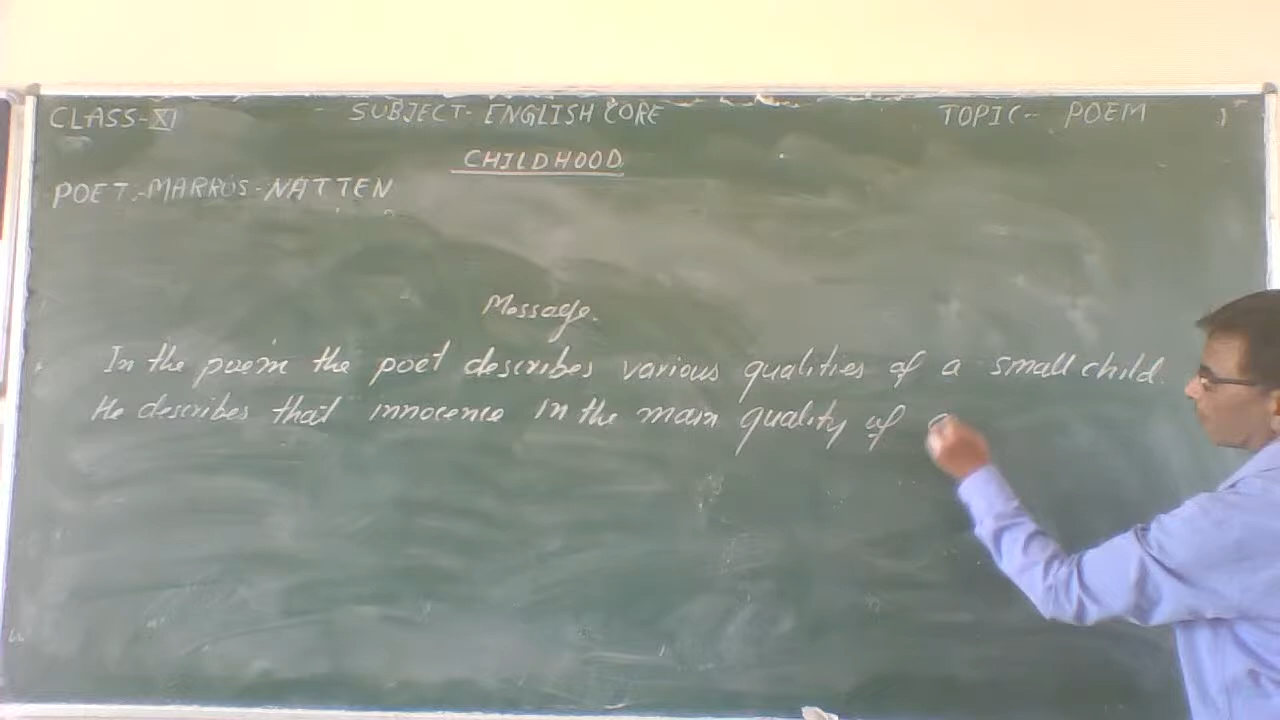 CLASS-XI SUBJECT-ENGLISH CORE TOPIC- POEM
CHILDHOOD
POET:-MARROS-NATTEN
Message.
In the poem the poet describes various qualities of a small child.
He describes that innocence in the main quality of